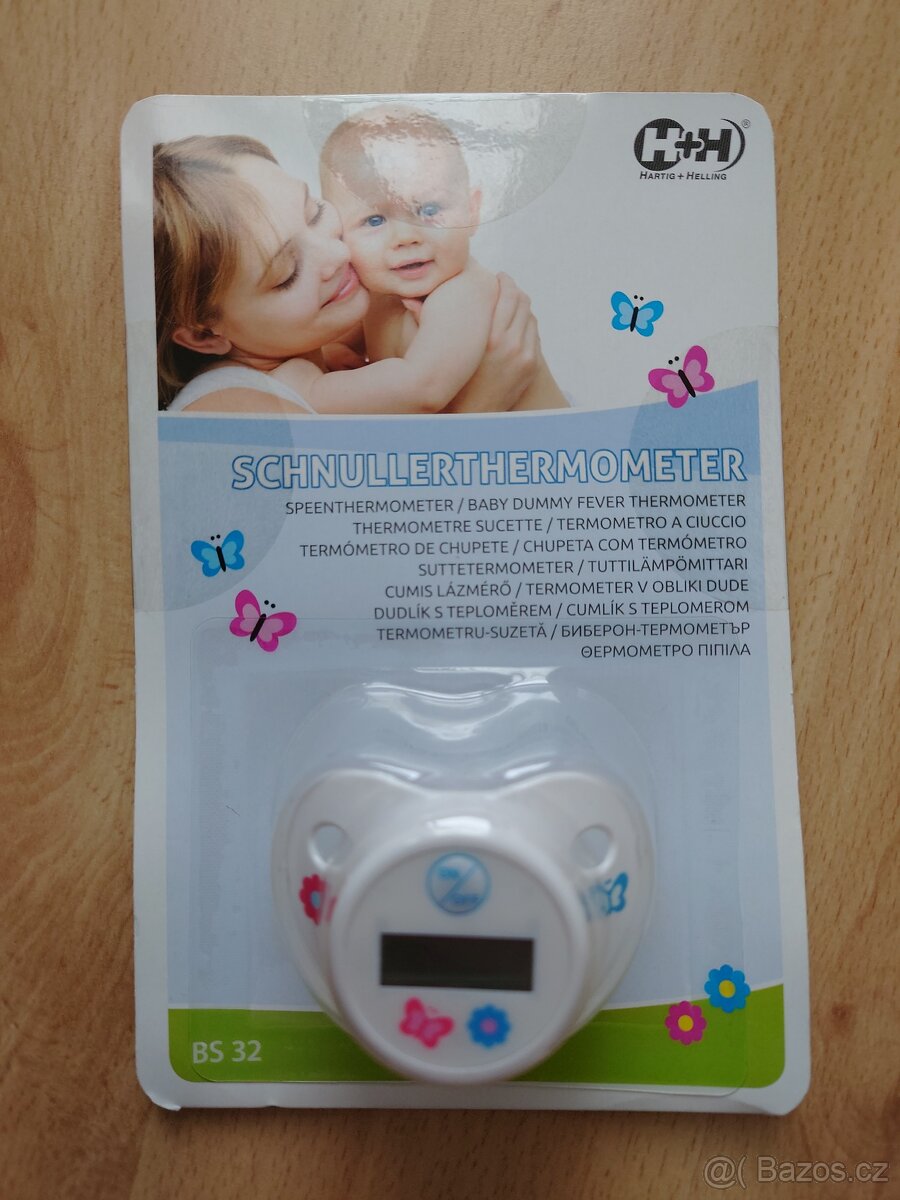 H+H®
HARTIG + HELLING
SCHNULLERTHERMOMETER
SPEENTHERMOMETER / BABY DUMMY FEVER THERMOMETER
THERMOMETRE SUCETTE / TERMOMETRO A CIUCCIO
TERMÓMETRO DE CHUPETE / CHUPETA COM TERMÓMETRO
SUTTETERMOMETER / TUTTILÄMPÖMITTARI
CUMIS LÁZMÉRŐ / TERMOMETER V OBLIKI DUDE
DUDLÍK S TEPLOMĚREM / CUMLÍK S TEPLOMEROM
TERMOMETRU-SUZETĂ / БИБЕРОН-ТЕРМОМЕТЪР
ΘΕΡΜΟΜΕΤΡΟ ΠΙΠΙΛΑ
On
OFF
BS 32
@( Bazos.cz